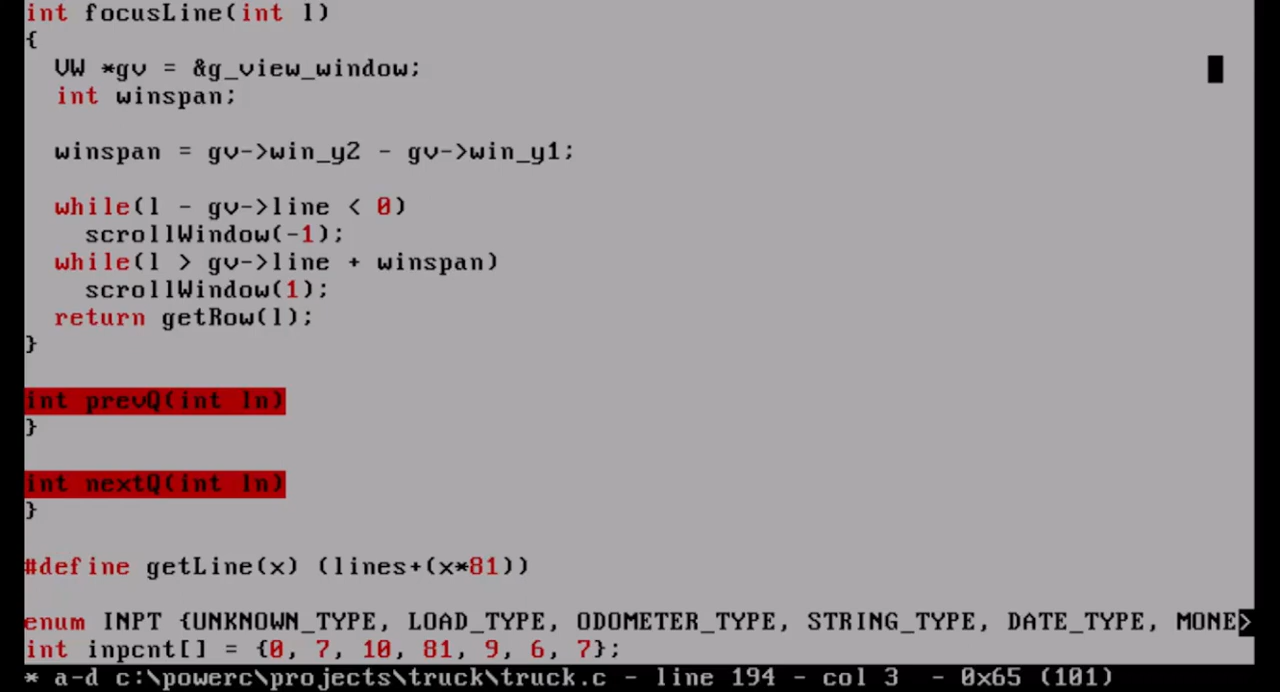 int focusLine(int l)
{
  VW *gv = &g_view_window;
  int winspan;

  winspan = gv->win_y2 - gv->win_y1;

  while(l - gv->line < 0)
    scrollWindow(-1);
  while(l > gv->line + winspan)
    scrollWindow(1);
  return getRow(l);
}

int prevQ(int ln)
}

int nextQ(int ln)
}

#define getLine(x) (lines+(x*81))

enum INPT {UNKNOWN_TYPE, LOAD_TYPE, ODOMETER_TYPE, STRING_TYPE, DATE_TYPE, MONE>
int inpcnt[] = {0, 7, 10, 81, 9, 6, 7};
* a-d c:\powerc\projects\truck\truck.c - line 194 - col 3  - 0x65 (101)